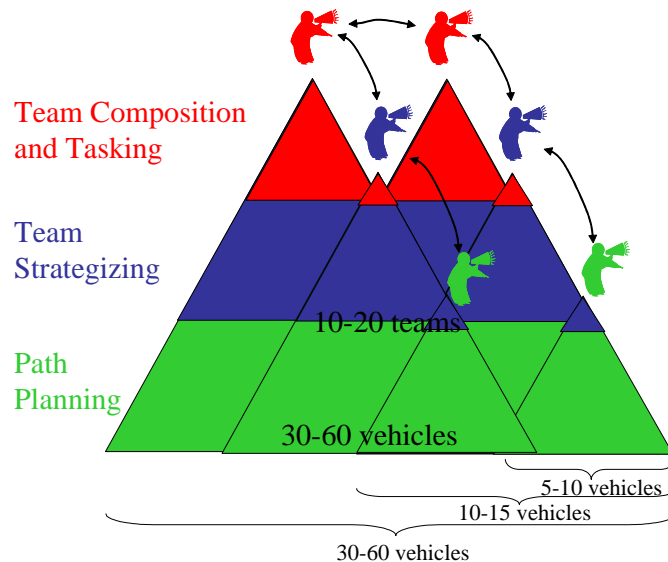 Team Composition
and Tasking
Team
Strategizing
10-20 teams
Path
Planning
30-60 vehicles
5-10 vehicles
10-15 vehicles
30-60 vehicles